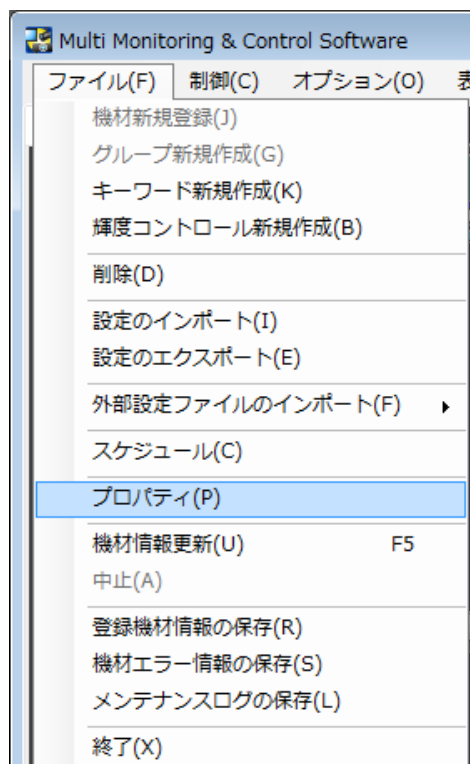 Multi Monitoring & Control Software
ファイル(F) 制御(C) オプション(O) 表
機材新規登録(J)
グループ新規作成(G)
キーワード新規作成(K)
輝度コントロール新規作成(B)
削除(D)
設定のインポート(I)
設定のエクスポート(E)
外部設定ファイルのインポート(F)
スケジュール(C)
プロパティ(P)
機材情報更新(U) F5
中止(A)
登録機材情報の保存(R)
機材エラー情報の保存(S)
メンテナンスログの保存(L)
終了(X)